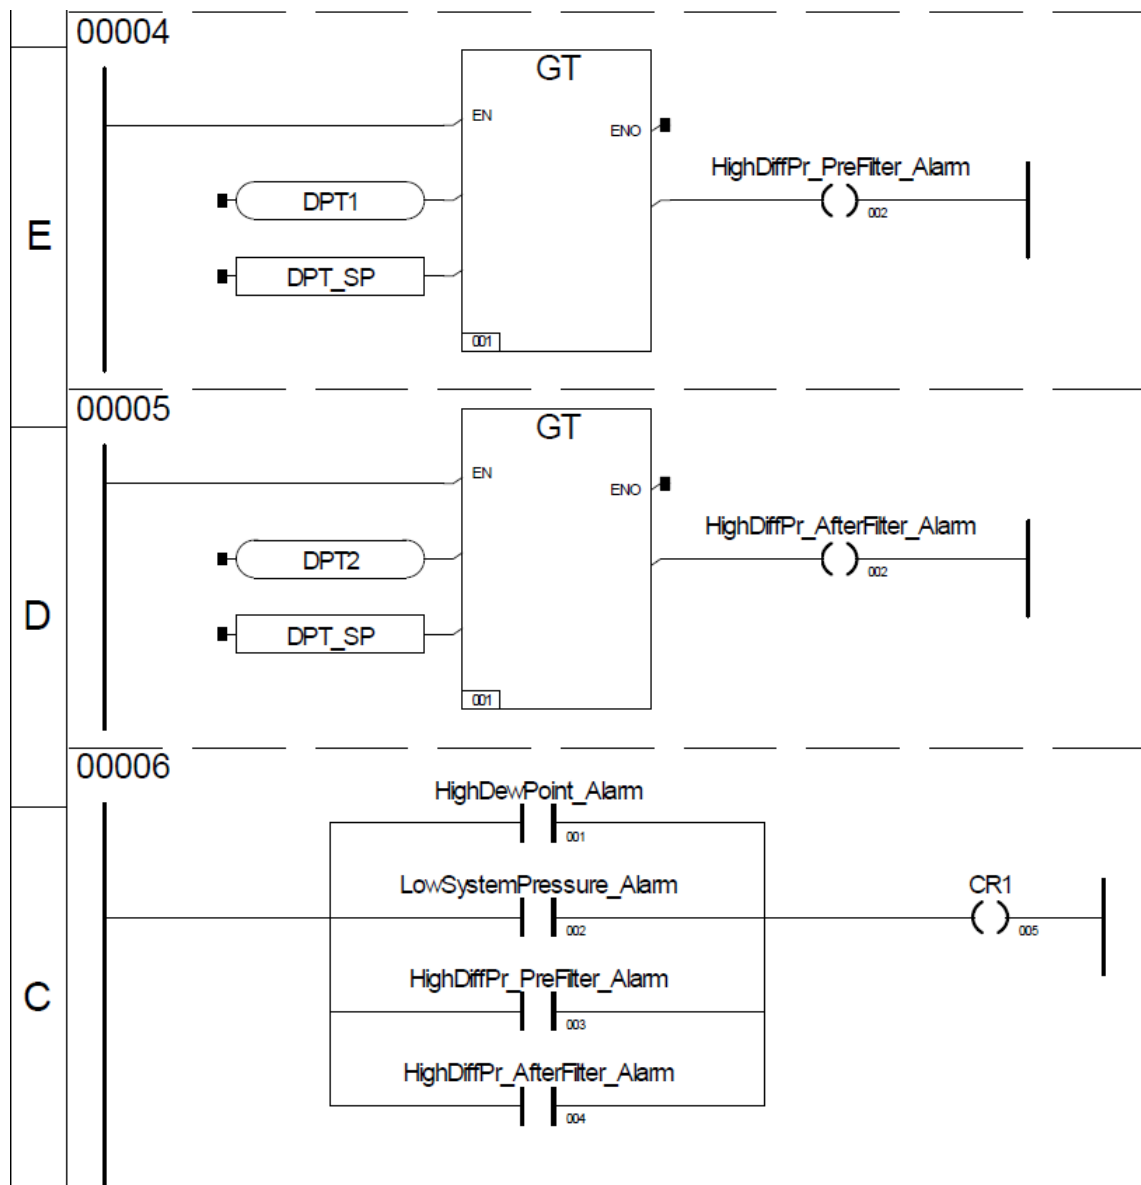 00004
E
GT
EN
ENO
DPT1
DPT_SP
001
HighDiffPr_PreFilter_Alarm
002
00005
D
GT
EN
ENO
DPT2
DPT_SP
001
HighDiffPr_AfterFilter_Alarm
002
00006
C
HighDewPoint_Alarm
001
LowSystemPressure_Alarm
002
HighDiffPr_PreFilter_Alarm
003
HighDiffPr_AfterFilter_Alarm
004
CR1
005